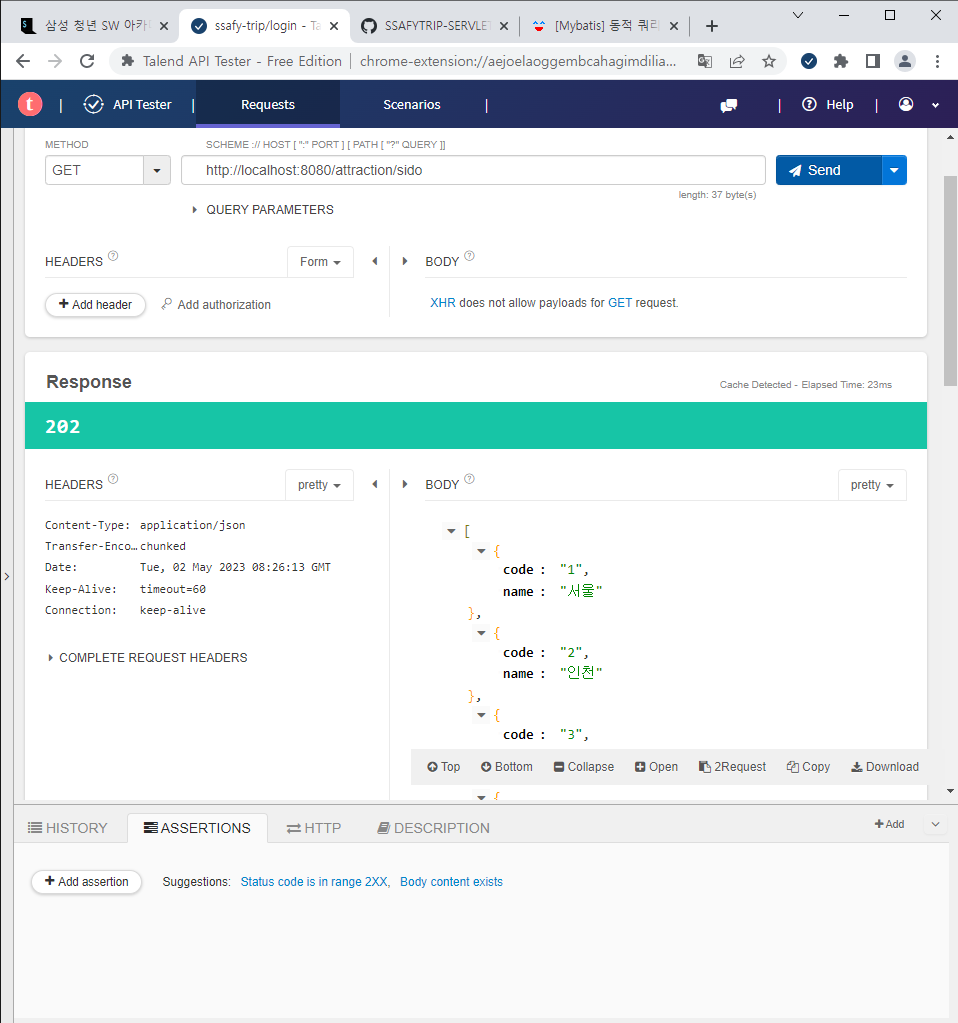 삼성 청년 SW 아카
ssafy-trip/login - Ta
SSAFYTRIP-SERVLET
[Mybatis] 동적 쿼리
Talend API Tester - Free Edition | chrome-extension://aejoelaoggembcahagimdilia...
t | API Tester | Requests Scenarios | | Help |
METHOD SCHEME :// HOST [ ":" PORT ] [ PATH [ "?" QUERY ]]
GET http://localhost:8080/attraction/sido Send
length: 37 byte(s)
QUERY PARAMETERS
HEADERS ? Form BODY ?
+ Add header Add authorization XHR does not allow payloads for GET request.
Response Cache Detected - Elapsed Time: 23ms
202
HEADERS ? pretty BODY ? pretty
Content-Type: application/json
Transfer-Enco… chunked
Date: Tue, 02 May 2023 08:26:13 GMT
Keep-Alive: timeout=60
Connection: keep-alive
COMPLETE REQUEST HEADERS
[
{
code : "1",
name : "서울"
},
{
code : "2",
name : "인천"
},
{
code : "3",
Top Bottom Collapse Open 2Request Copy Download
{
HISTORY ASSERTIONS HTTP DESCRIPTION + Add
+ Add assertion Suggestions: Status code is in range 2XX, Body content exists